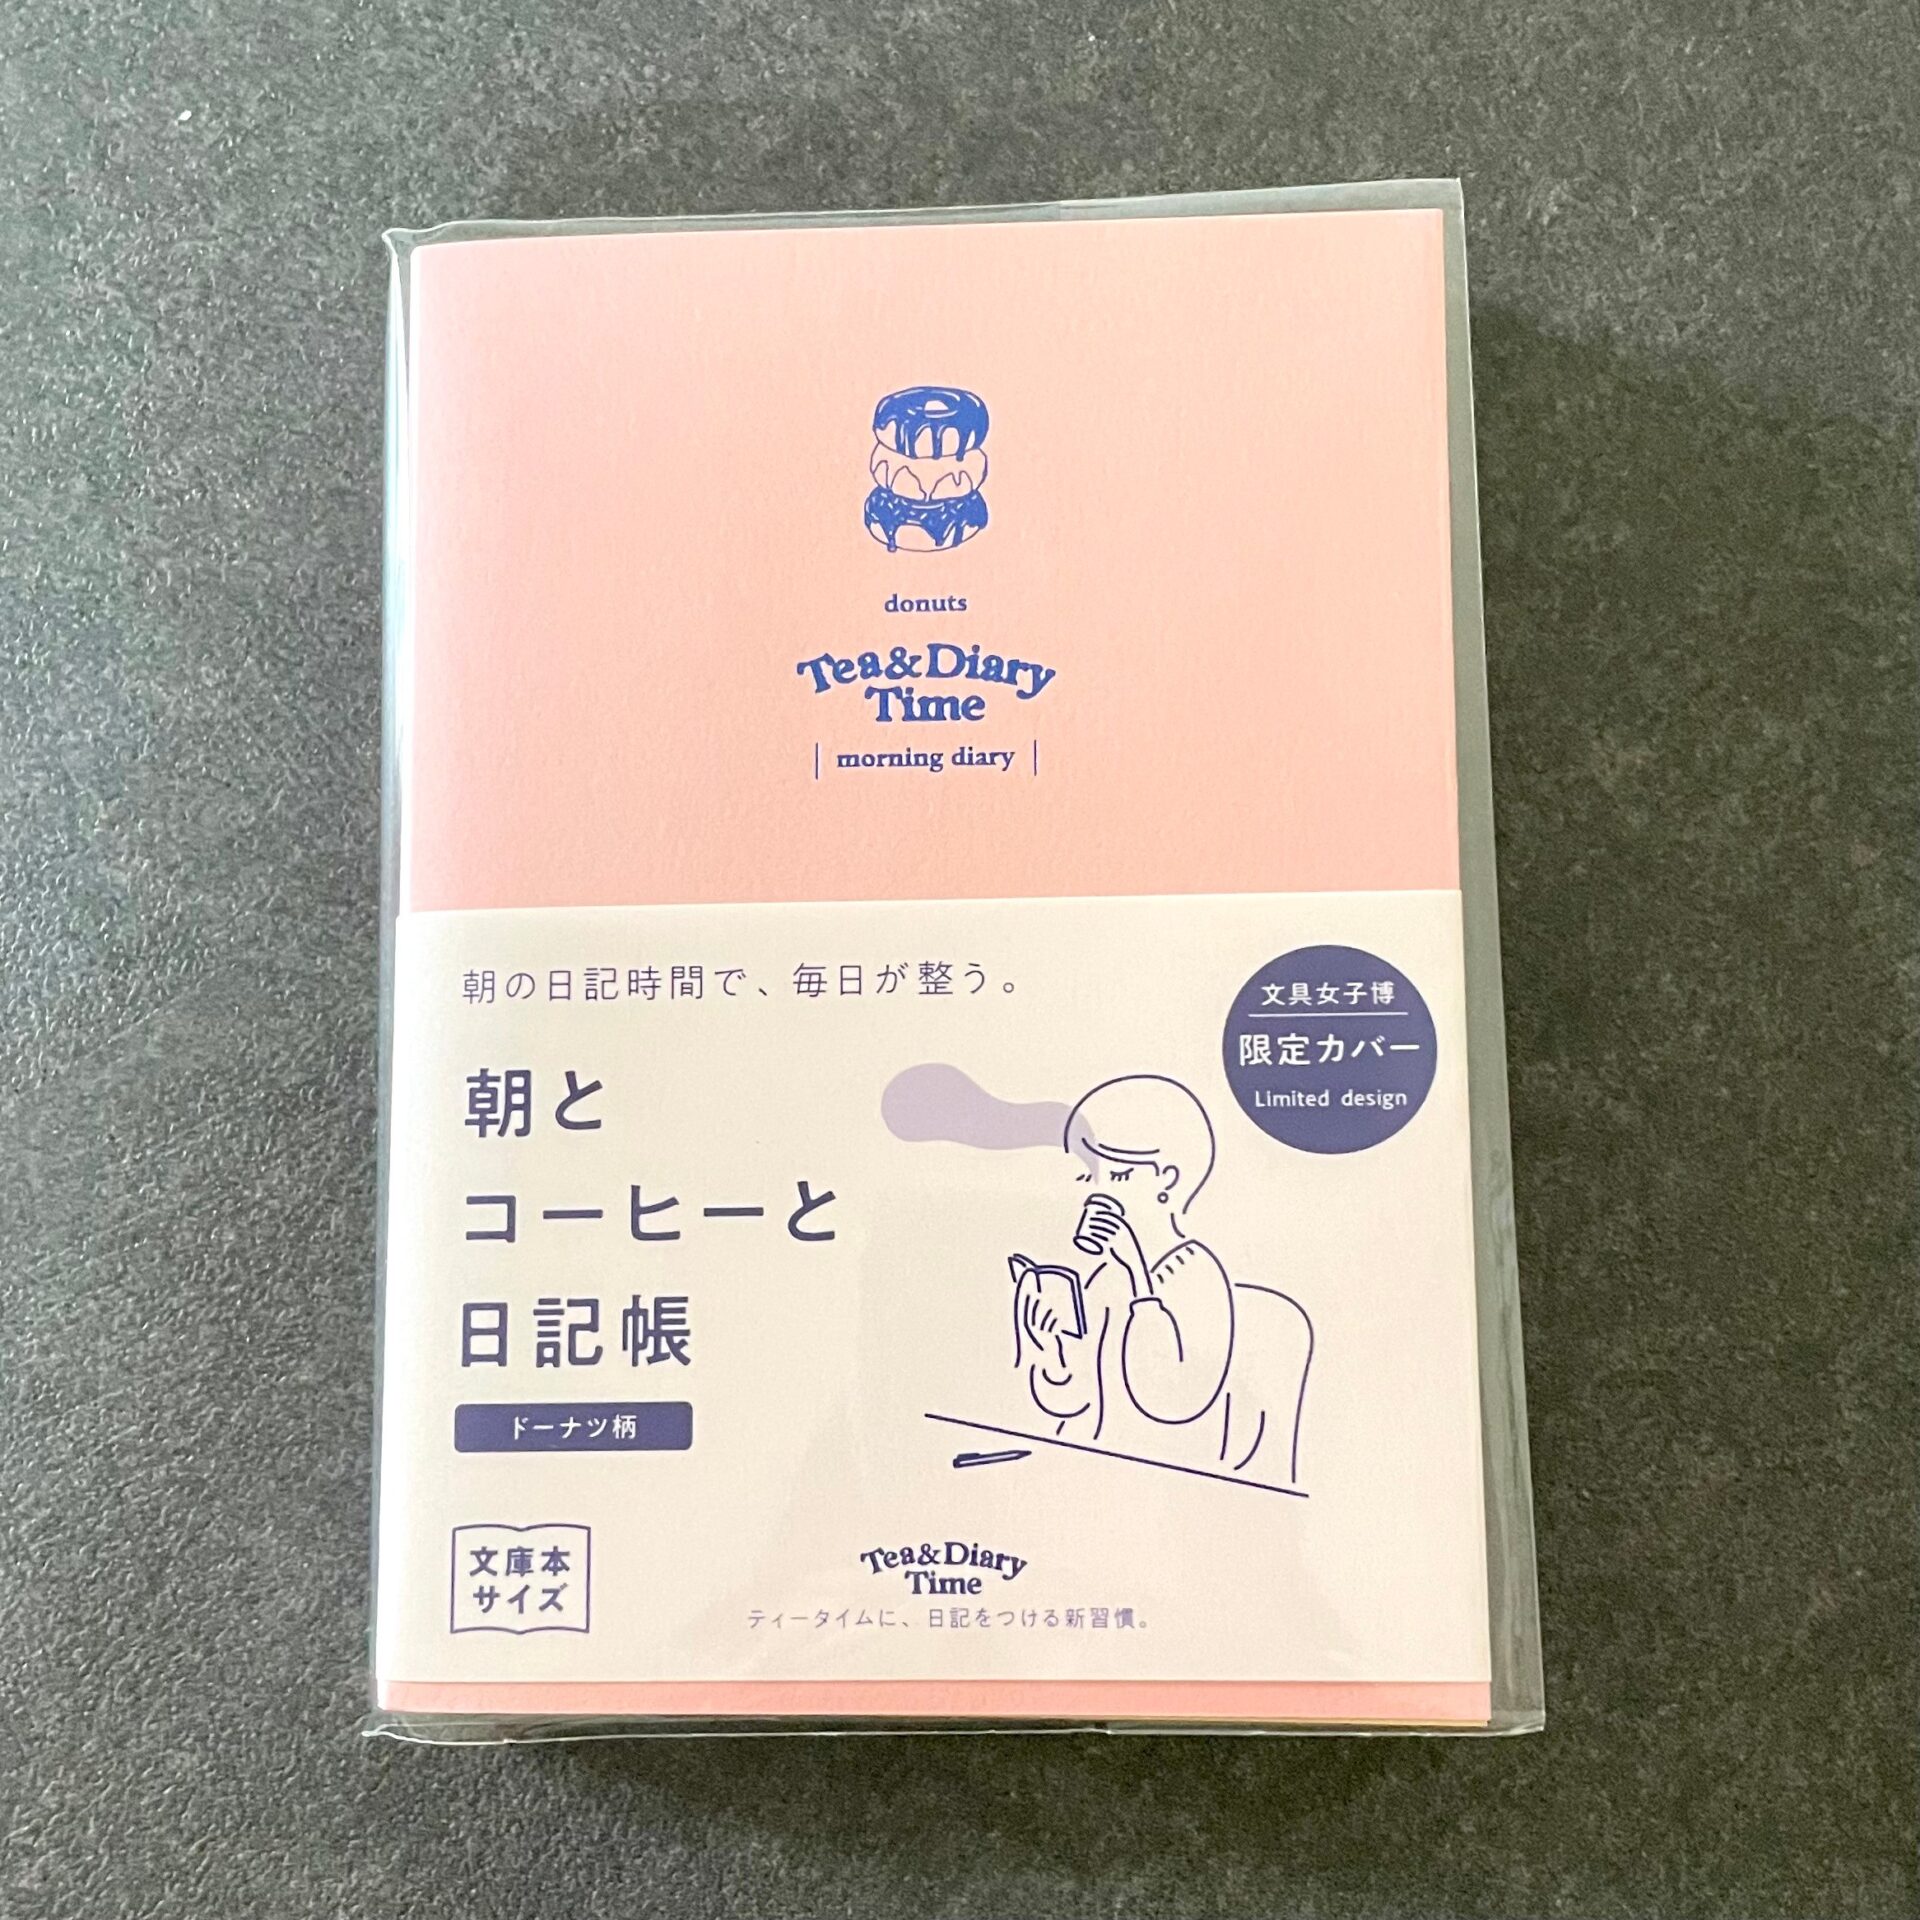 donuts
Tea&Diary
Time
morning diary
朝の日記時間で、毎日が整う。
文具女子博
限定カバー
Limited design
朝と
コーヒーと
日記帳
ドーナツ柄
文庫本
サイズ
Tea&Diary
Time
ティータイムに、日記をつける新習慣。